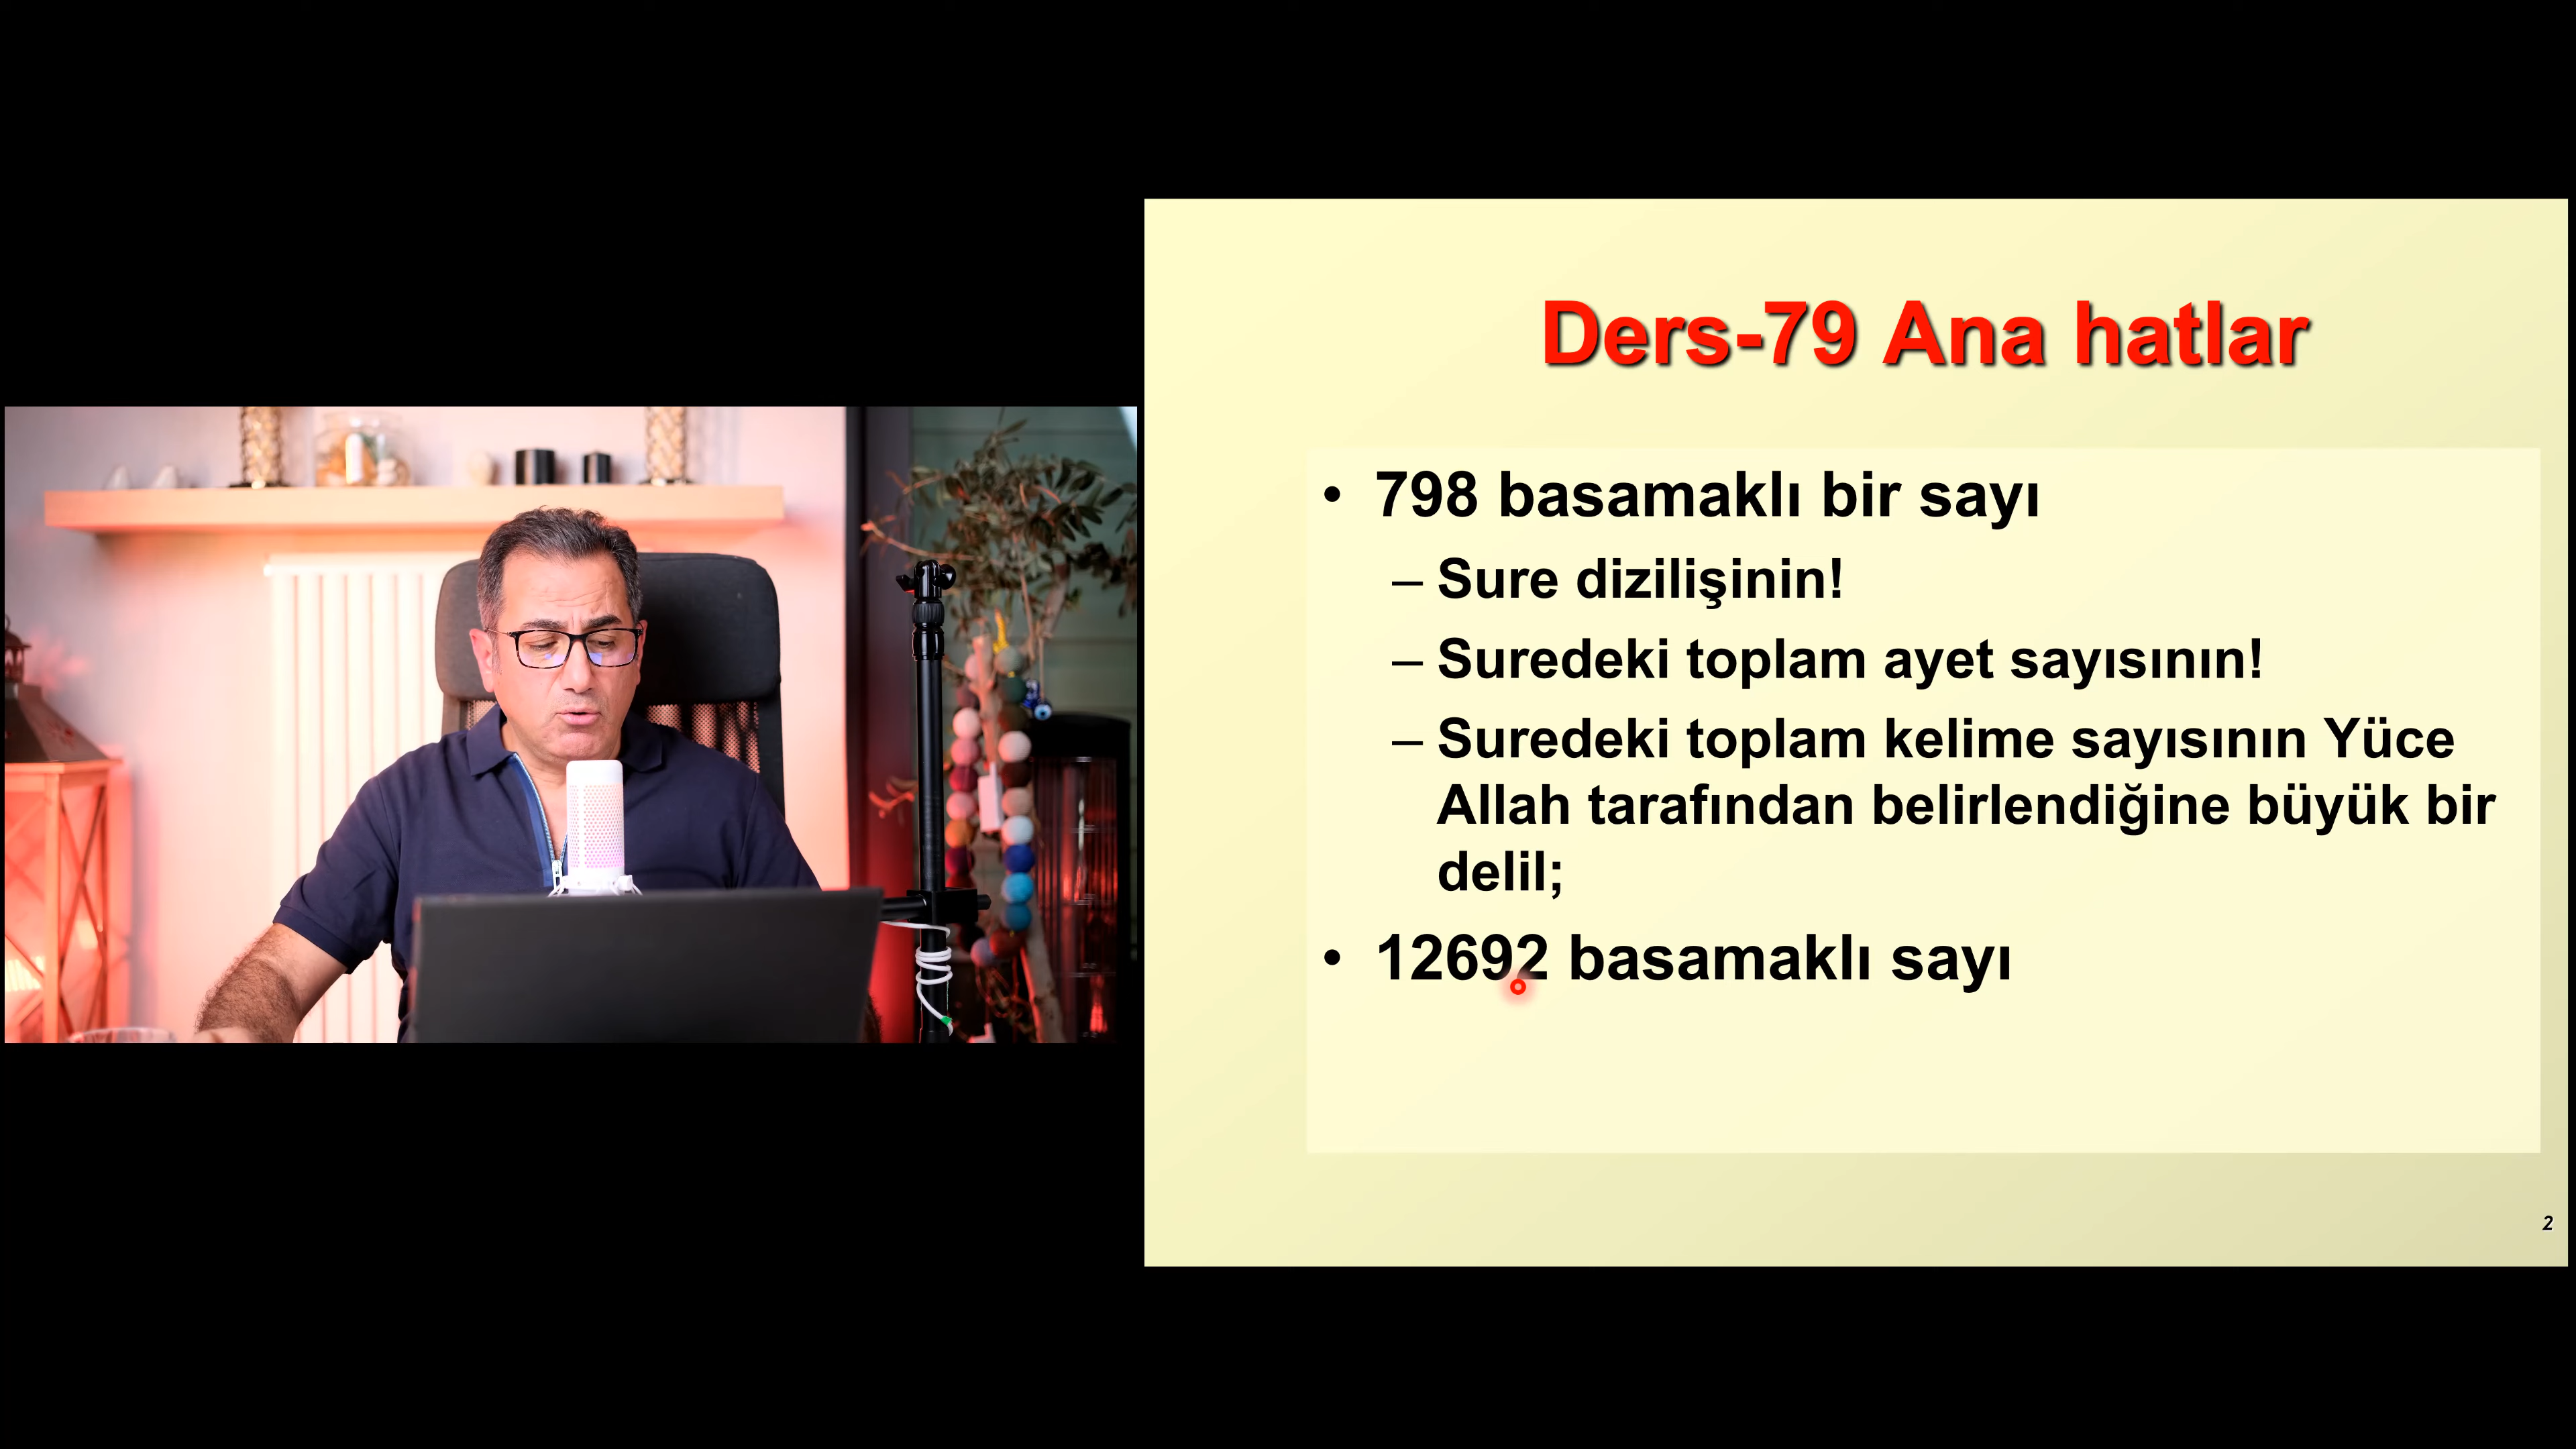 Ders-79 Ana hatlar
• 798 basamaklı bir sayı
– Sure dizilişinin!
– Suredeki toplam ayet sayısının!
– Suredeki toplam kelime sayısının Yüce
Allah tarafından belirlendiğine büyük bir
delil;
• 12692 basamaklı sayı
2